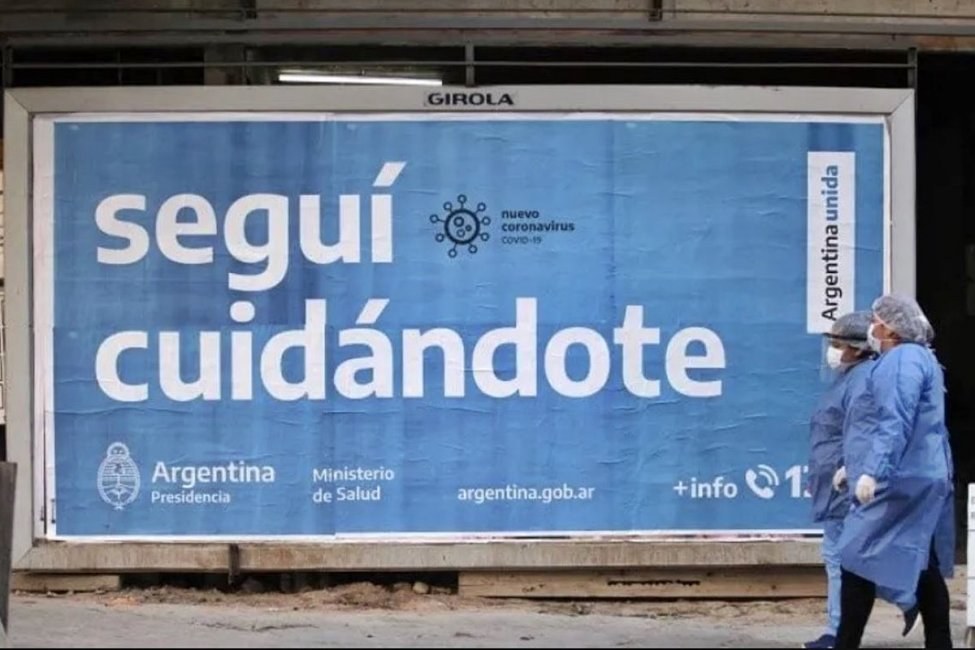 GIROLA
seguí
cuidándote
nuevo
coronavirus
COVID-19
Argentina unida
Argentina
Presidencia
Ministerio
de Salud
argentina.gob.ar
+info